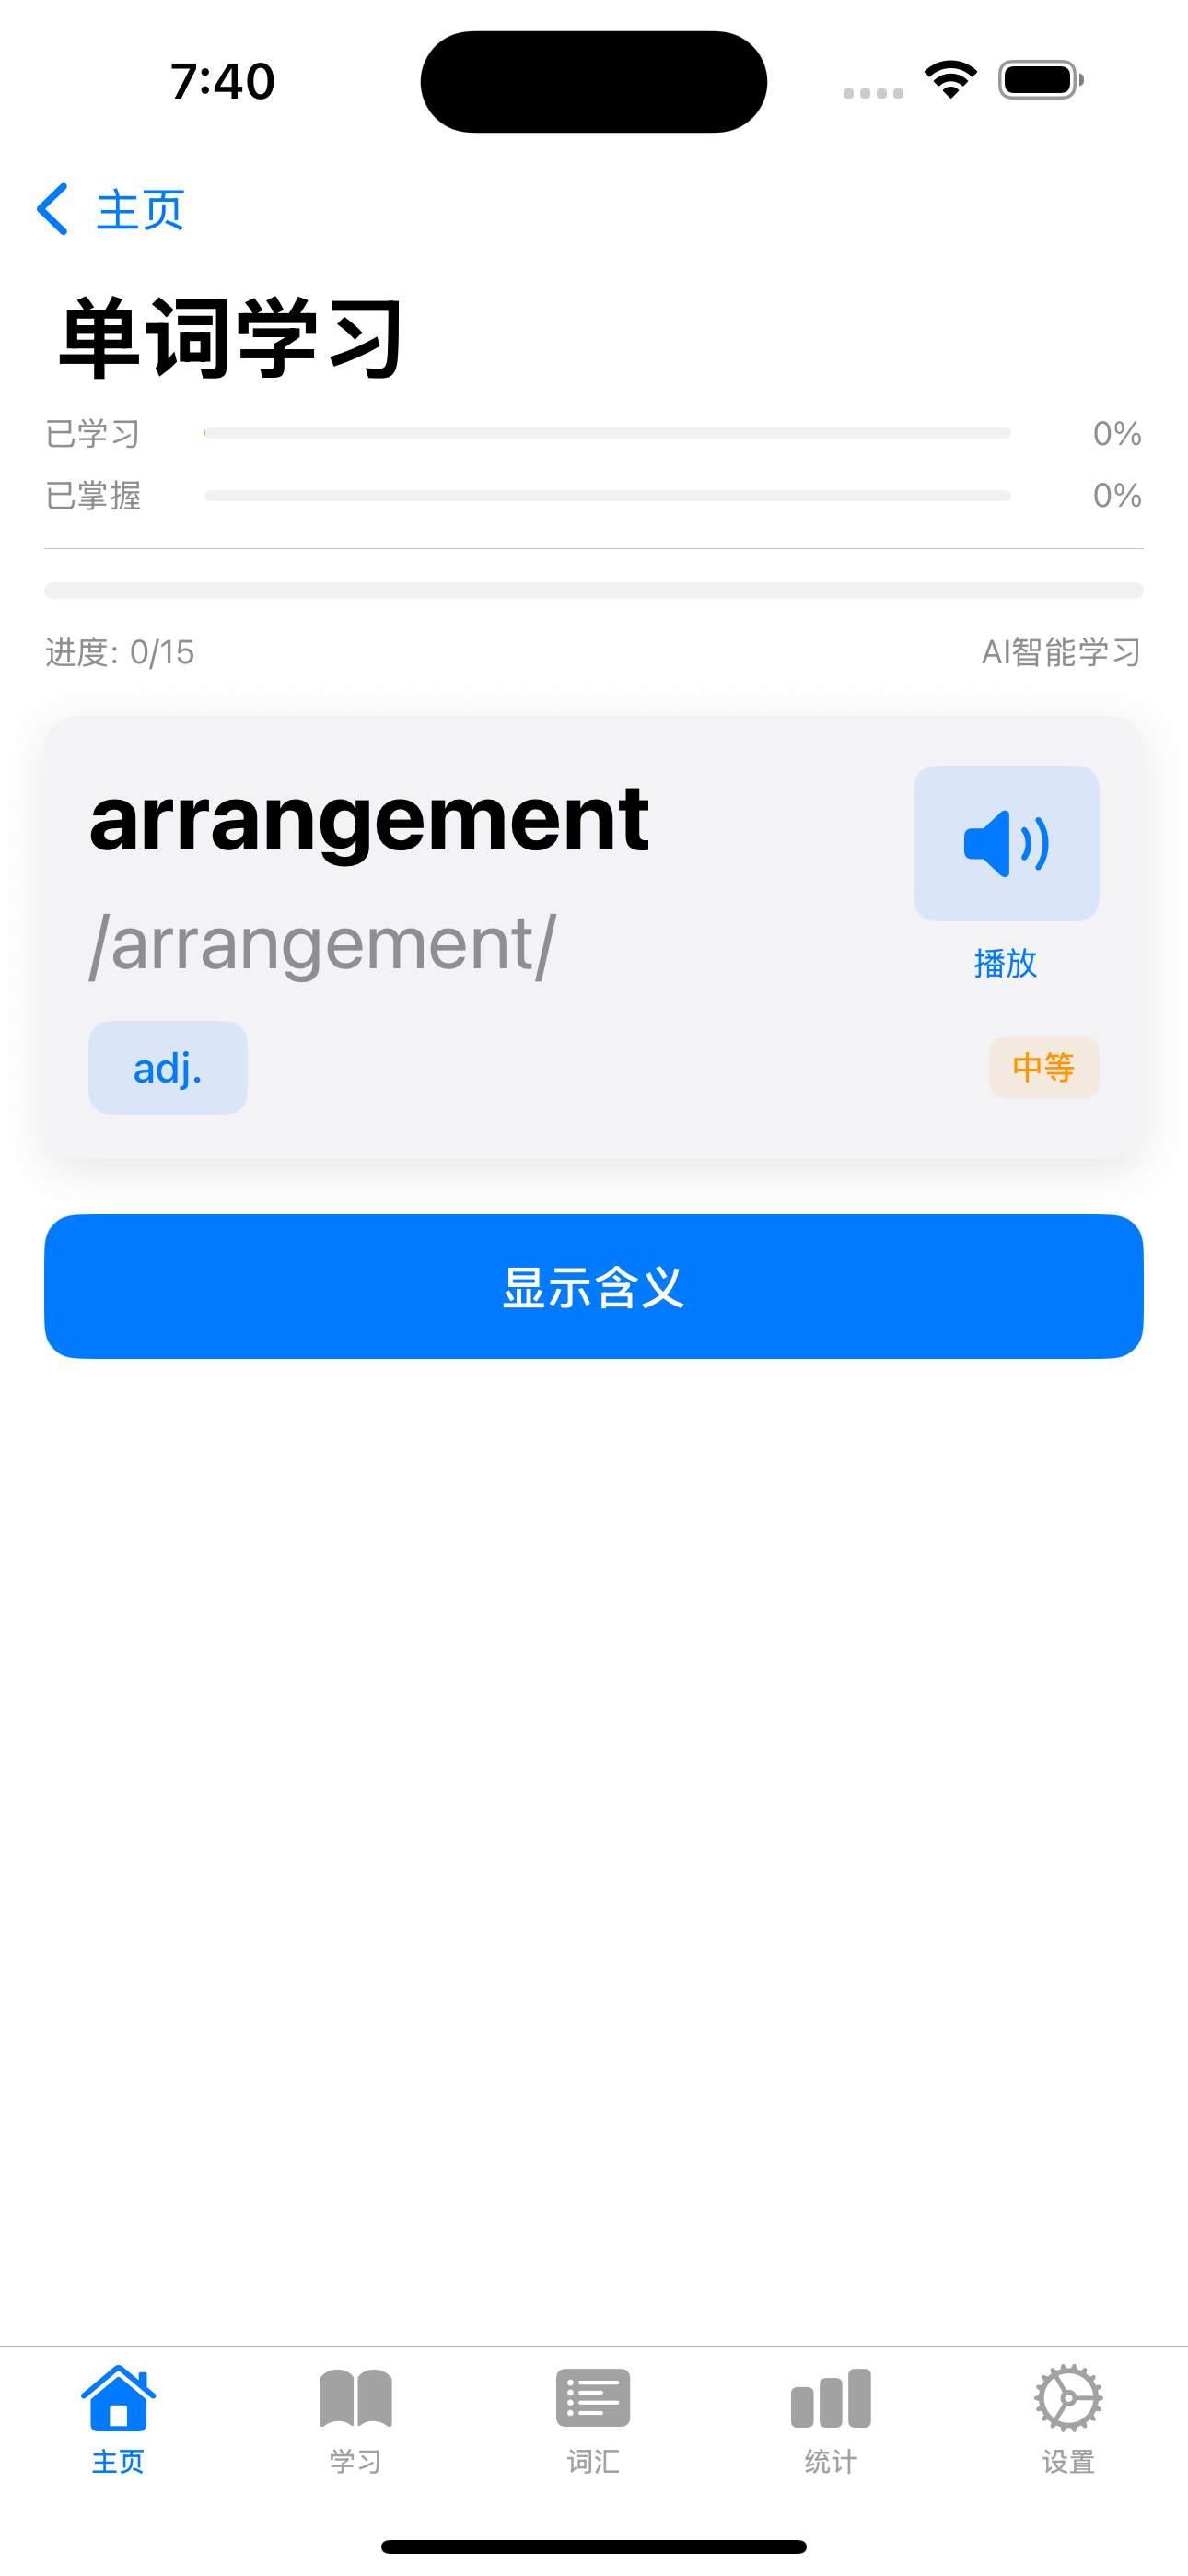 7:40
主页
单词学习
已学习 0%
已掌握 0%
进度: 0/15 AI智能学习
arrangement
/arrangement/
播放
adj. 中等
显示含义
主页 学习 词汇 统计 设置